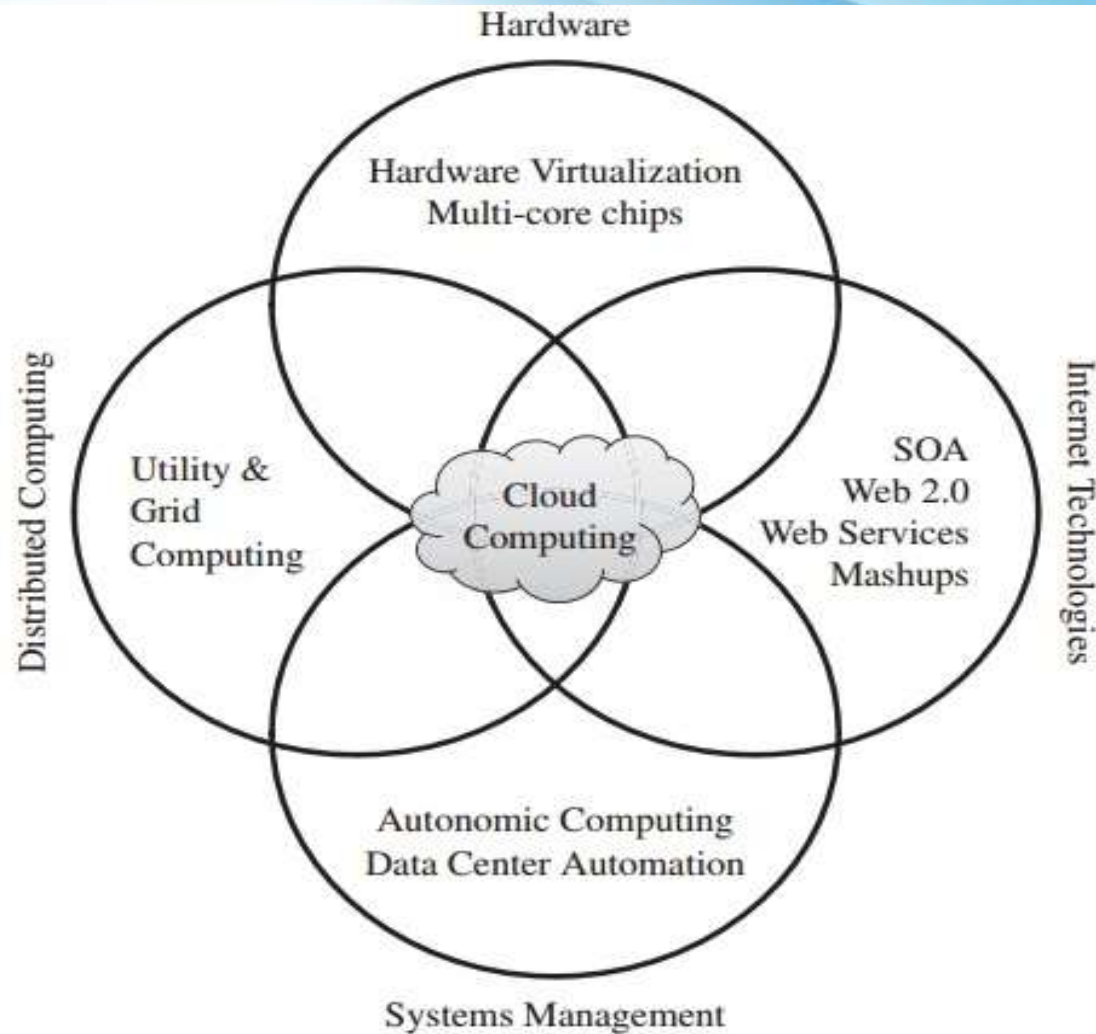 Hardware
Hardware Virtualization
Multi-core chips
Distributed Computing
Utility &
Grid
Computing
Cloud
Computing
SOA
Web 2.0
Web Services
Mashups
Internet Technologies
Autonomic Computing
Data Center Automation
Systems Management